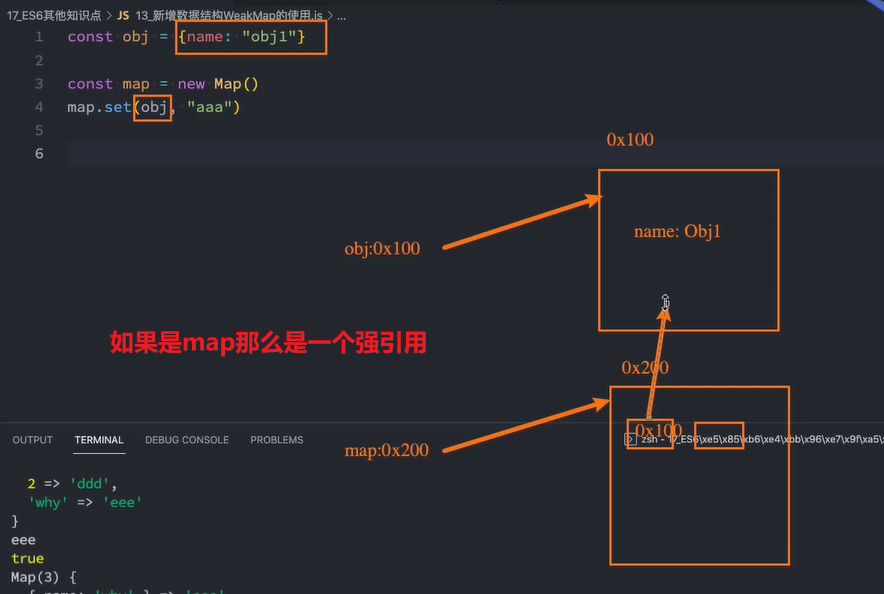 17_ES6其他知识点 > JS 13_新增数据结构WeakMap的使用.js > ...
1 const obj = {name: "obj1"}
2
3 const map = new Map()
4 map.set(obj, "aaa")
5
6
0x100
name: Obj1
obj:0x100
如果是map那么是一个强引用
0x200
map:0x200
0x100
OUTPUT TERMINAL DEBUG CONSOLE PROBLEMS
zsh - 17_ES6\xe5\x85\xb6\xe4\xbb\x96\xe7\x9f\xa5\
2 => 'ddd',
'why' => 'eee'
}
eee
true
Map(3) {